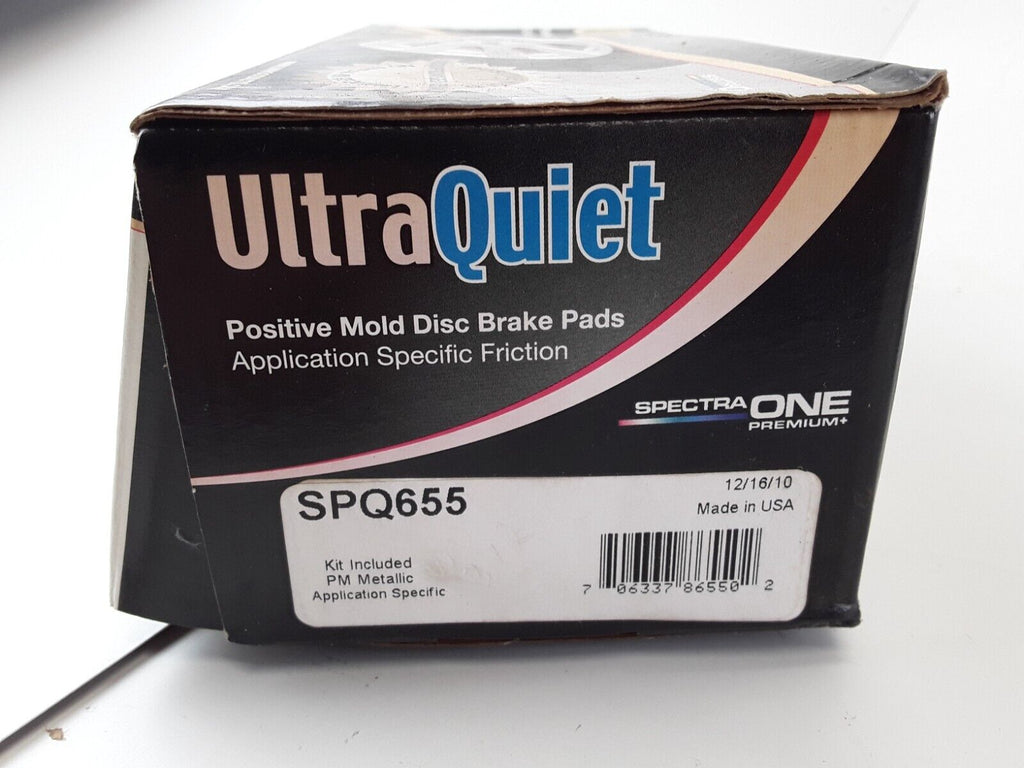 UltraQuiet
Positive Mold Disc Brake Pads
Application Specific Friction
SPECTRA ONE
PREMIUM+
SPQ655
12/16/10
Made in USA
Kit Included
PM Metallic
Application Specific
7 06337 86550 2